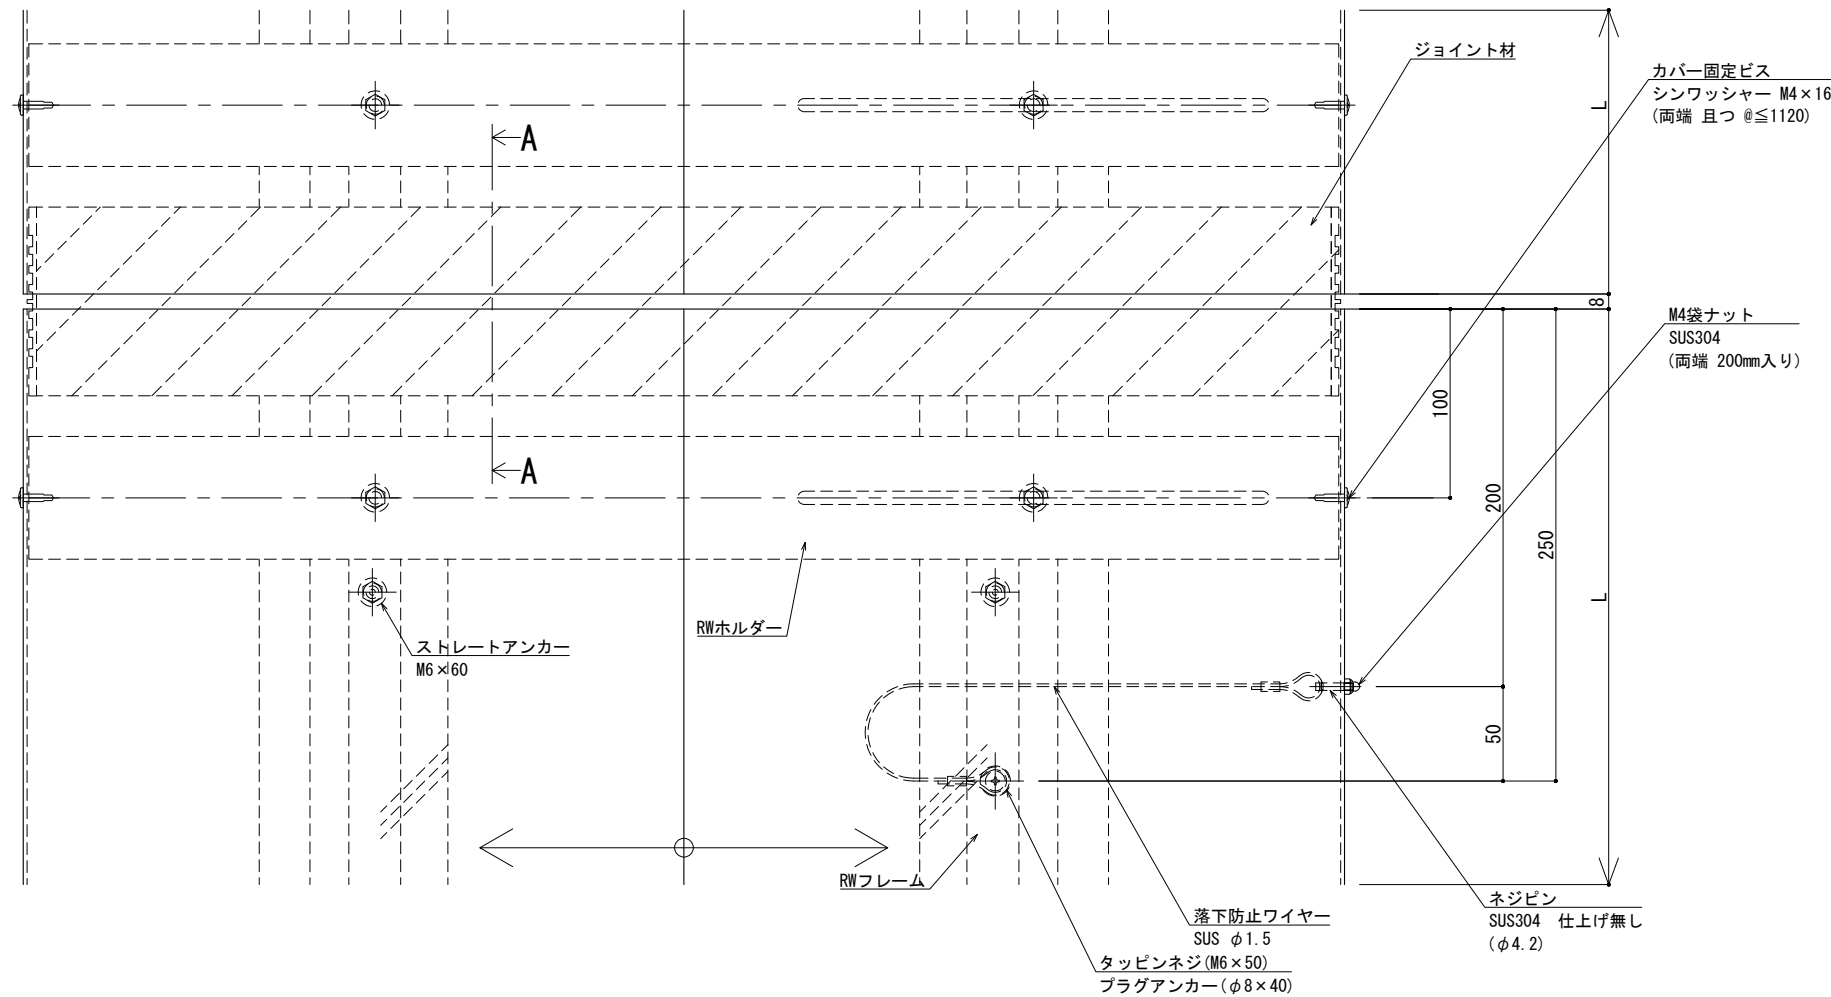 ジョイント材
カバー固定ビス
シンワッシャー M4×16
(両端 且つ @≦1120)
L
A
8
M4袋ナット
SUS304
(両端 200mm入り)
100
A
200
250
L
RWホルダー
ストレートアンカー
M6×60
50
RWフレーム
ネジピン
SUS304 仕上げ無し
(φ4.2)
落下防止ワイヤー
SUS φ1.5
タッピンネジ(M6×50)
プラグアンカー(φ8×40)